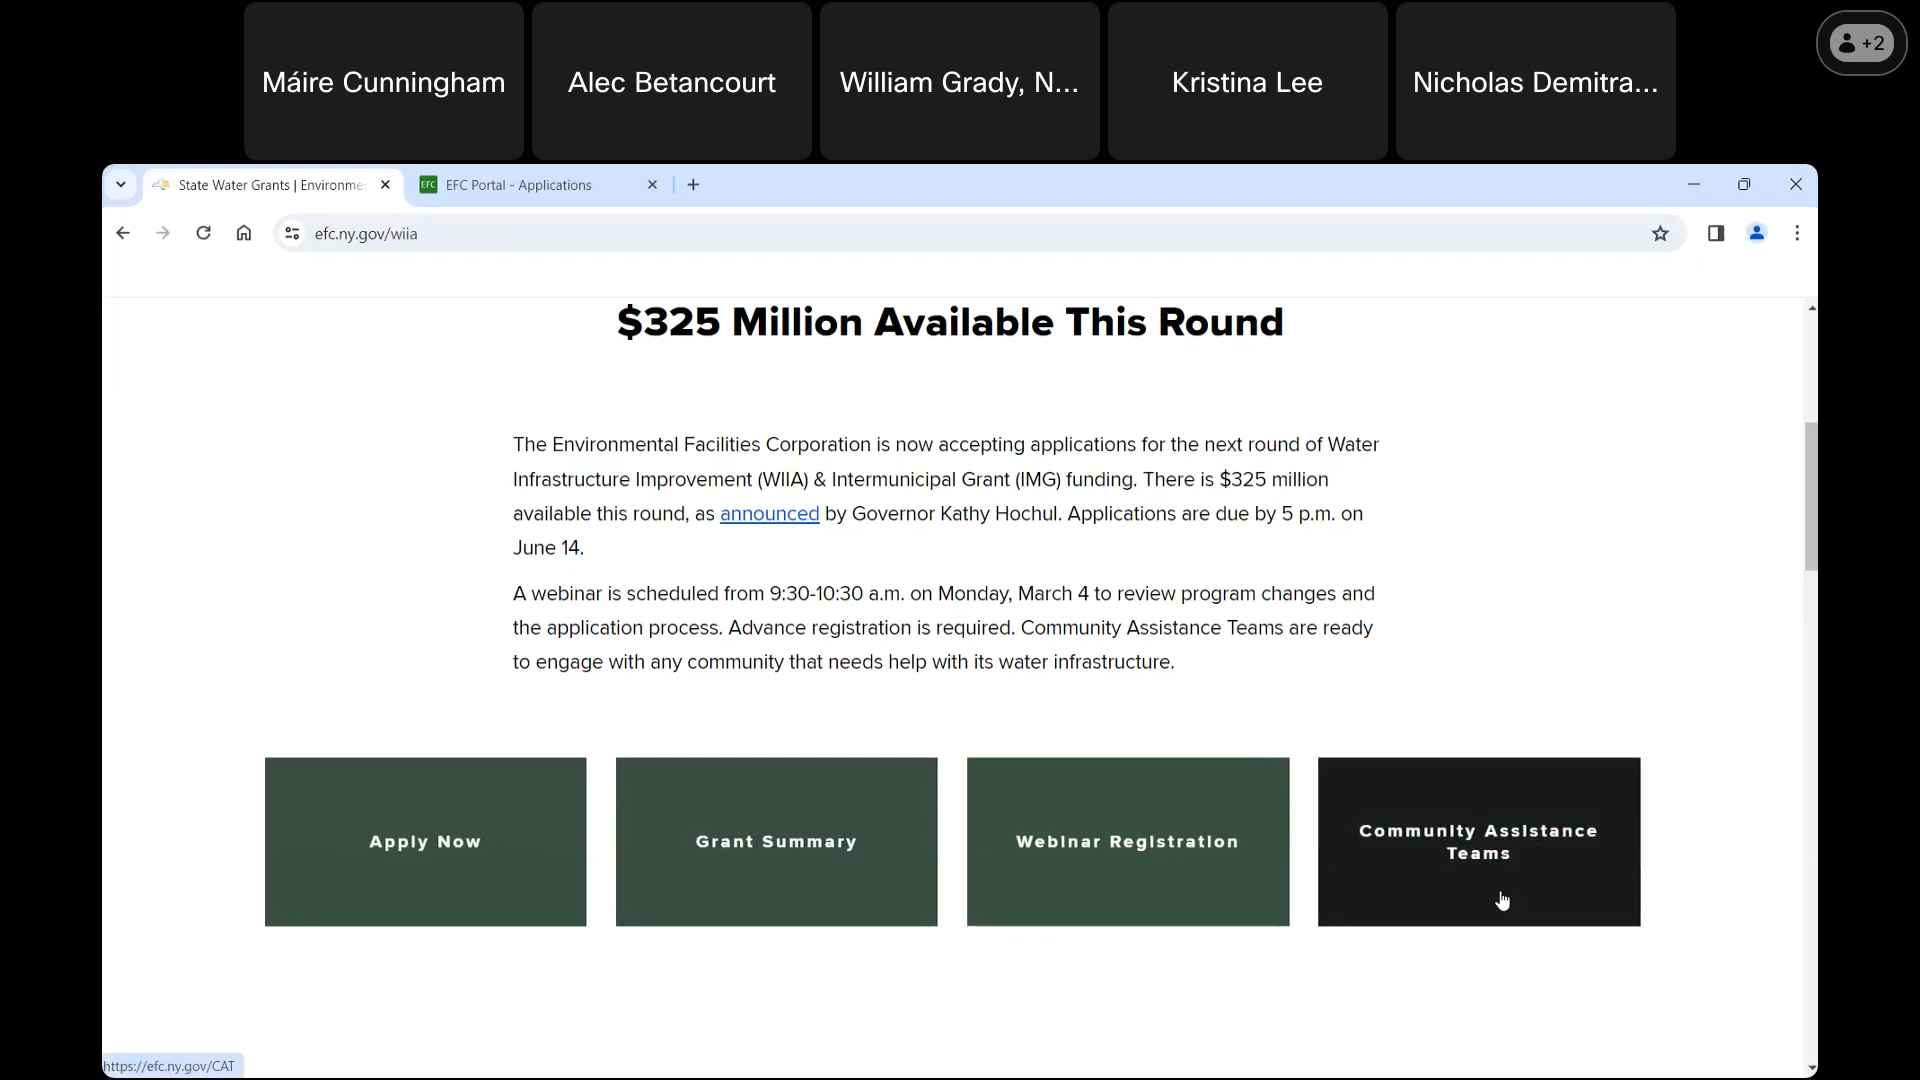 Máire Cunningham
Alec Betancourt
William Grady, N...
Kristina Lee
Nicholas Demitra...
+2
State Water Grants | Environme
EFC EFC Portal - Applications
efc.ny.gov/wiia
$325 Million Available This Round
The Environmental Facilities Corporation is now accepting applications for the next round of Water
Infrastructure Improvement (WIIA) & Intermunicipal Grant (IMG) funding. There is $325 million
available this round, as announced by Governor Kathy Hochul. Applications are due by 5 p.m. on
June 14.
A webinar is scheduled from 9:30-10:30 a.m. on Monday, March 4 to review program changes and
the application process. Advance registration is required. Community Assistance Teams are ready
to engage with any community that needs help with its water infrastructure.
Apply Now
Grant Summary
Webinar Registration
Community Assistance
Teams
https://efc.ny.gov/CAT